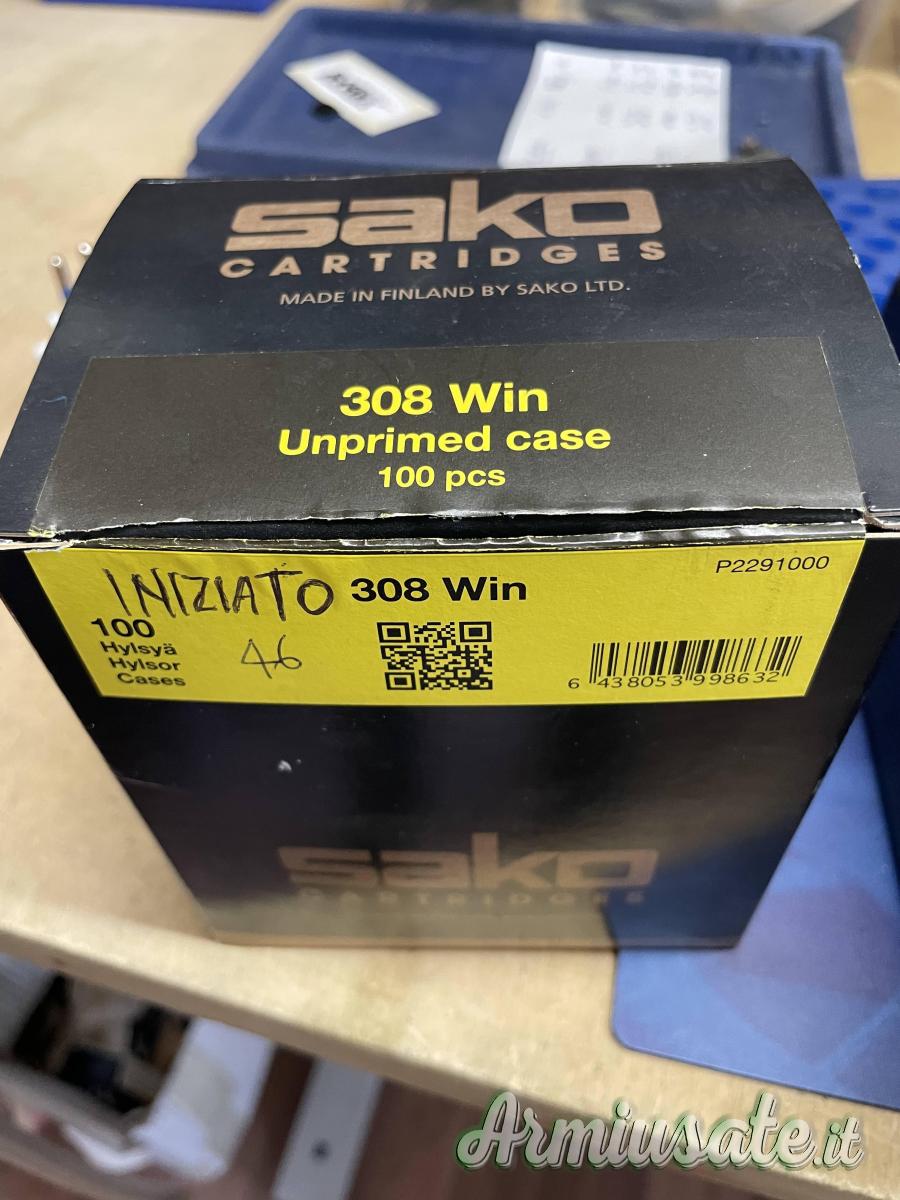 sako
CARTRIDGES
MADE IN FINLAND BY SAKO LTD.
308 Win
Unprimed case
100 pcs
P2291000
INIZIATO 308 Win
100
Hylsyä
Hylsor
Cases
46
6 438053 998632
sako
CARTRIDGES
Armiusate.it